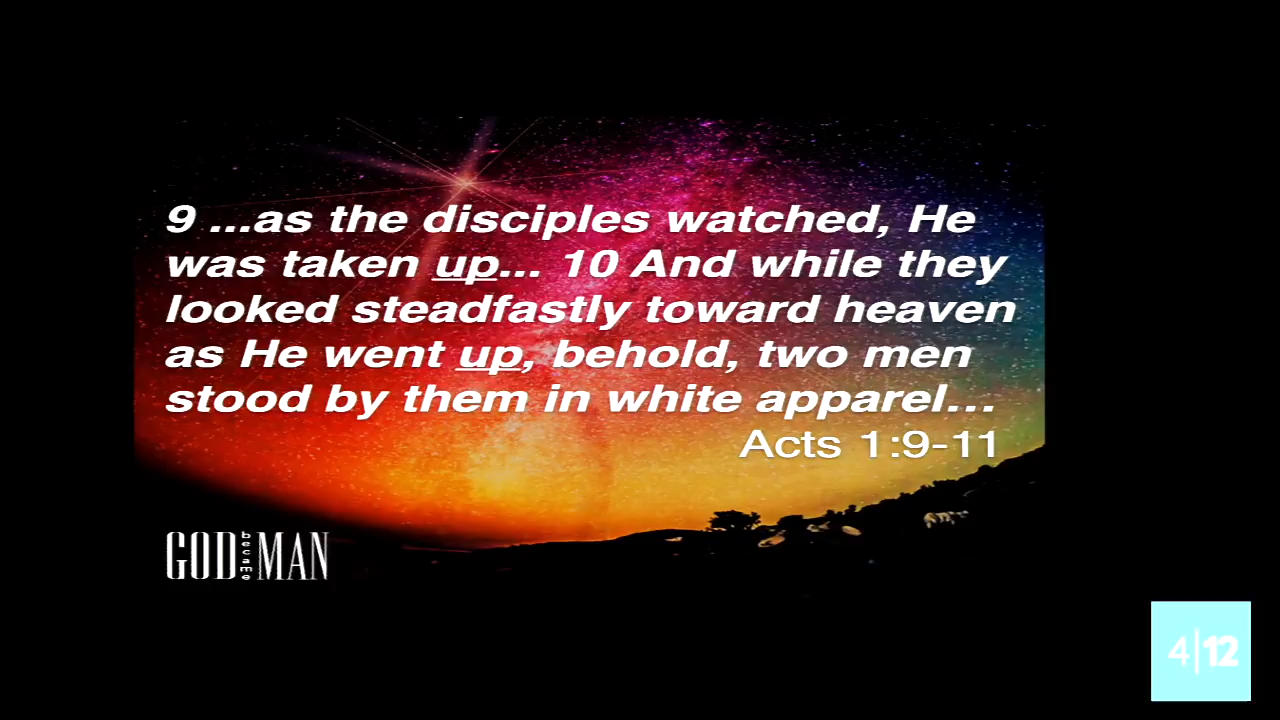 9 ...as the disciples watched, He
was taken up... 10 And while they
looked steadfastly toward heaven
as He went up, behold, two men
stood by them in white apparel...
Acts 1:9-11
GOD became MAN
4|12